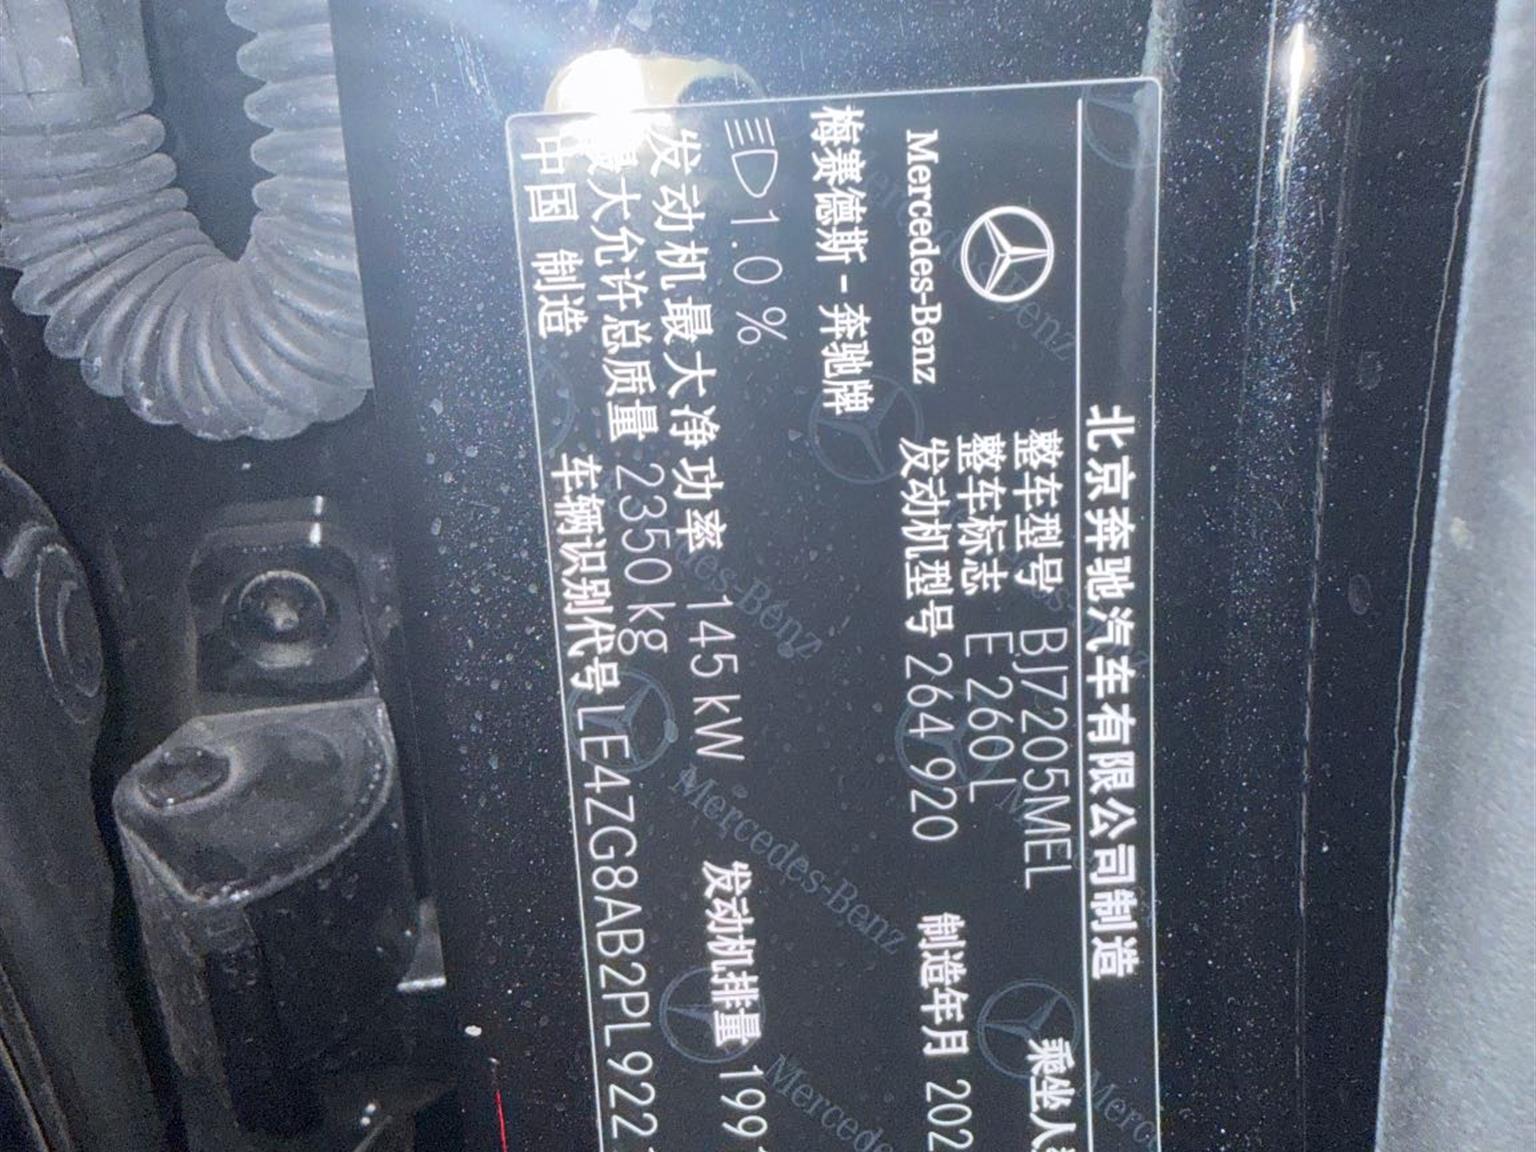 北京奔驰汽车有限公司制造
整车型号 BJ7205MEL 乘坐人
Mercedes-Benz 整车标志 E 260 L
发动机型号 264 920 制造年月 202
梅赛德斯-奔驰牌
1.0 %
发动机最大净功率 145 kW 发动机排量 199
最大允许总质量 2350 kg
中国 制造 车辆识别代号 LE4ZG8AB2PL922